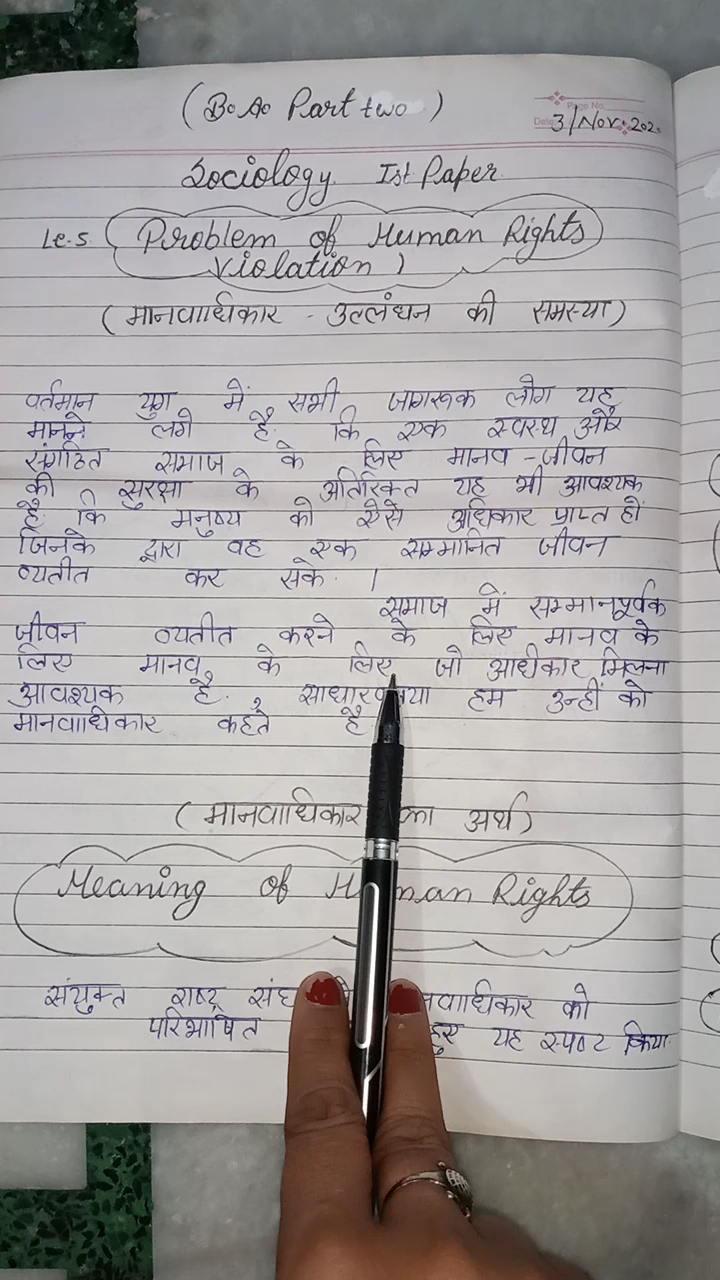 (B.A. Part two)
Page No.
Date 3/Nov.202
Sociology Ist Paper
Le.5 (Problem of Human Rights
Violation)
(मानवाधिकार - उल्लंघन की समस्या)
वर्तमान युग में सभी जागरूक लोग यह
मानने लगे है कि एक स्वस्थ और
संगठित समाज के लिए मानव-जीवन
की सुरक्षा के अतिरिक्त यह भी आवश्यक
है कि मनुष्य को ऐसे अधिकार प्राप्त हों
जिनके द्वारा वह एक सम्मानित जीवन
व्यतीत कर सके ।
समाज में सम्मानपूर्वक
जीवन व्यतीत करने के लिए मानव के
लिए मानव के लिए जो अधिकार मिलना
आवश्यक है, साधारणतया हम उन्हीं को
मानवाधिकार कहते है
(मानवाधिकार का अर्थ)
Meaning of Human Rights
संयुक्त राष्ट्र संघ मानवाधिकार को
परिभाषित हुए यह स्पष्ट किया